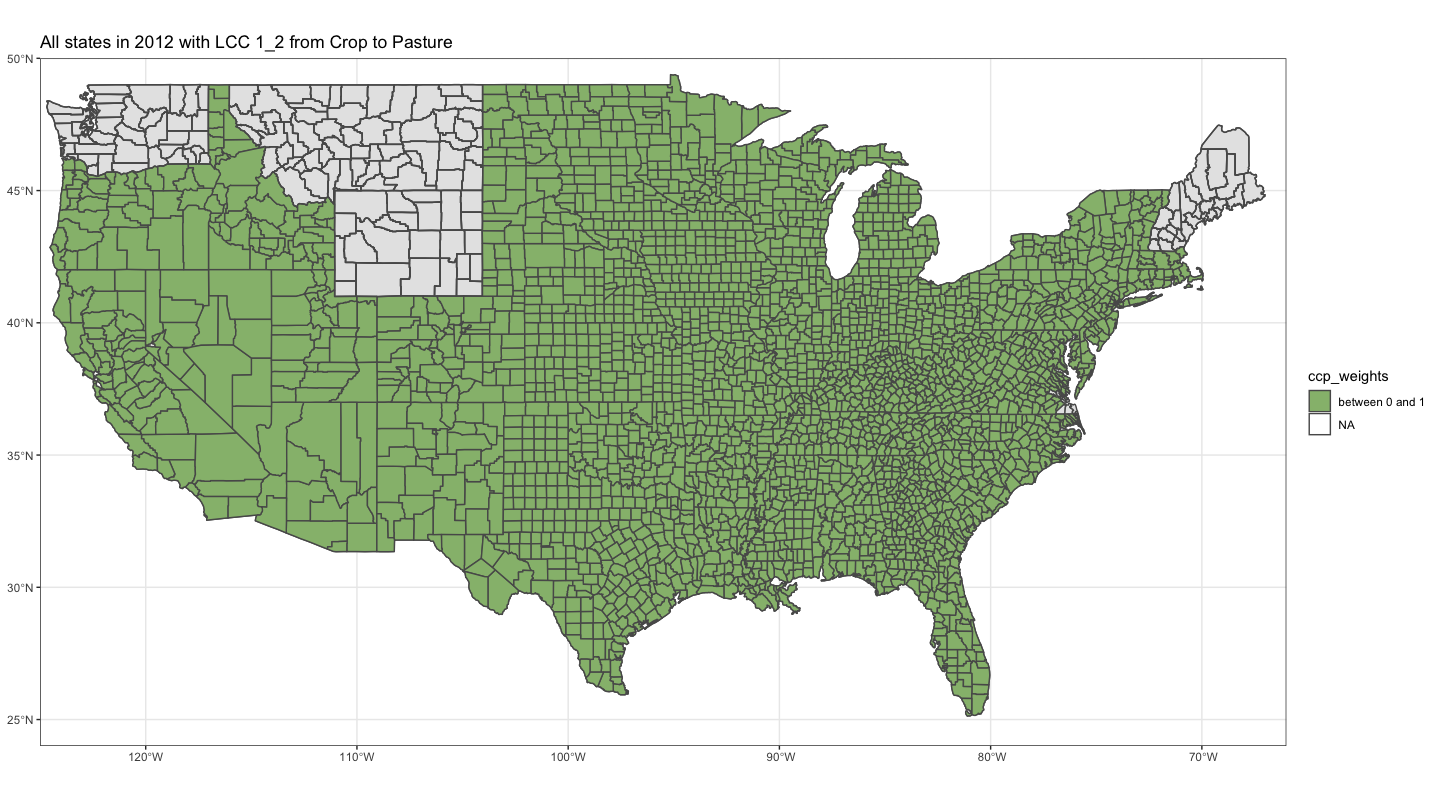 All states in 2012 with LCC 1_2 from Crop to Pasture
50°N
45°N
40°N
35°N
30°N
25°N
120°W
110°W
100°W
90°W
80°W
70°W
ccp_weights
between 0 and 1
NA